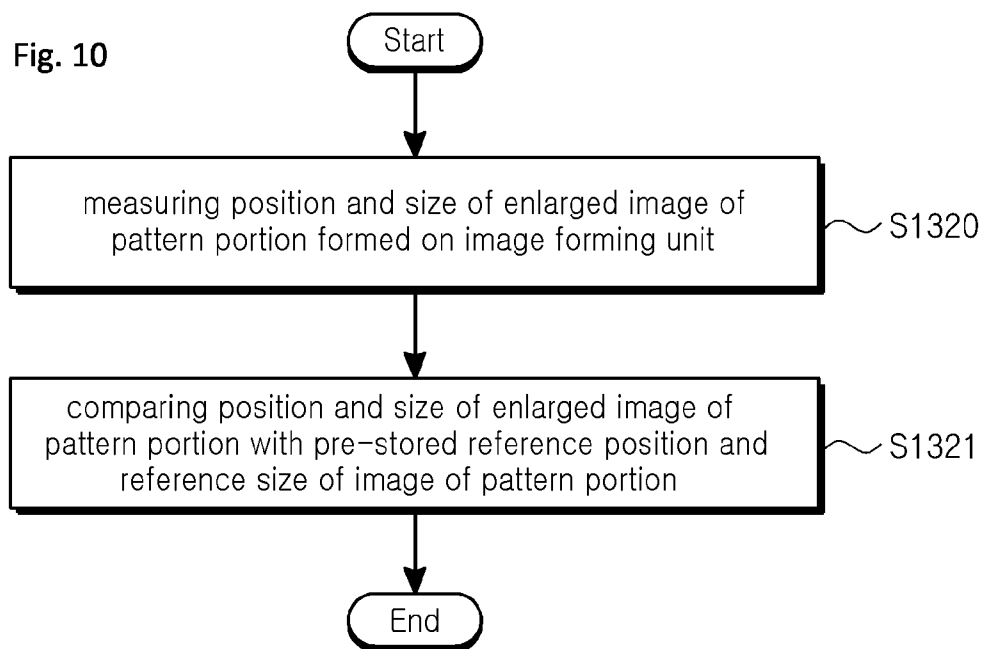 Fig. 10
Start
measuring position and size of enlarged image of
pattern portion formed on image forming unit
S1320
comparing position and size of enlarged image of
pattern portion with pre-stored reference position and
reference size of image of pattern portion
S1321
End